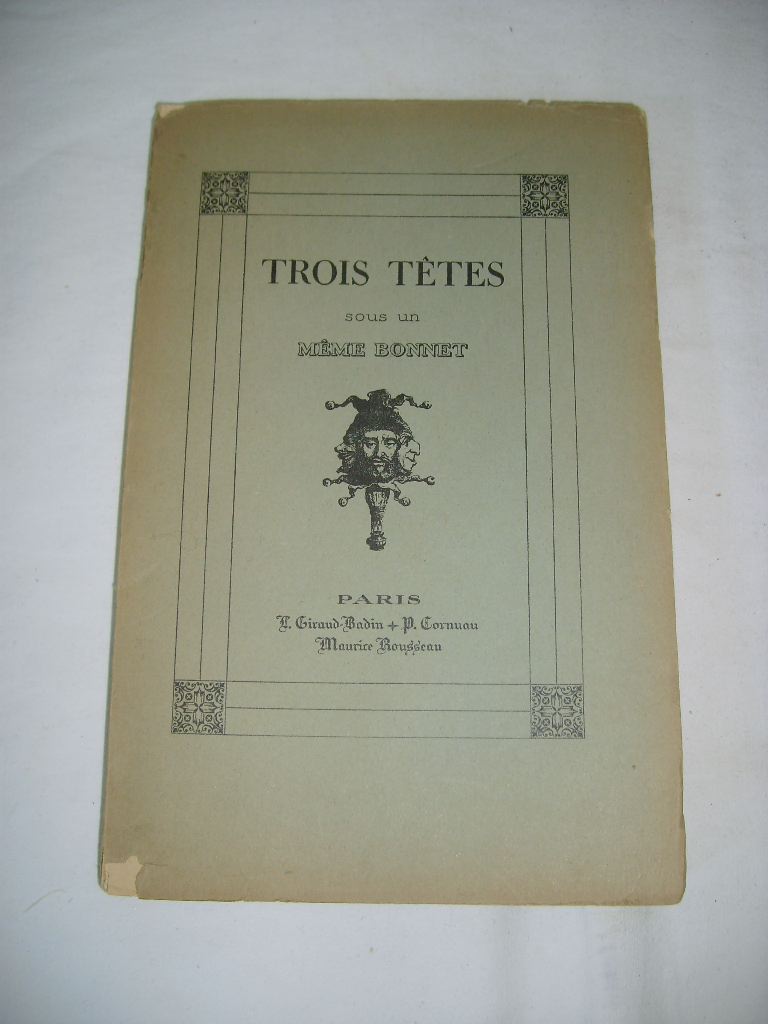 TROIS TÊTES
sous un
MÊME BONNET
PARIS
L. Giraud-Badin + P. Cornuau
Maurice Rousseau